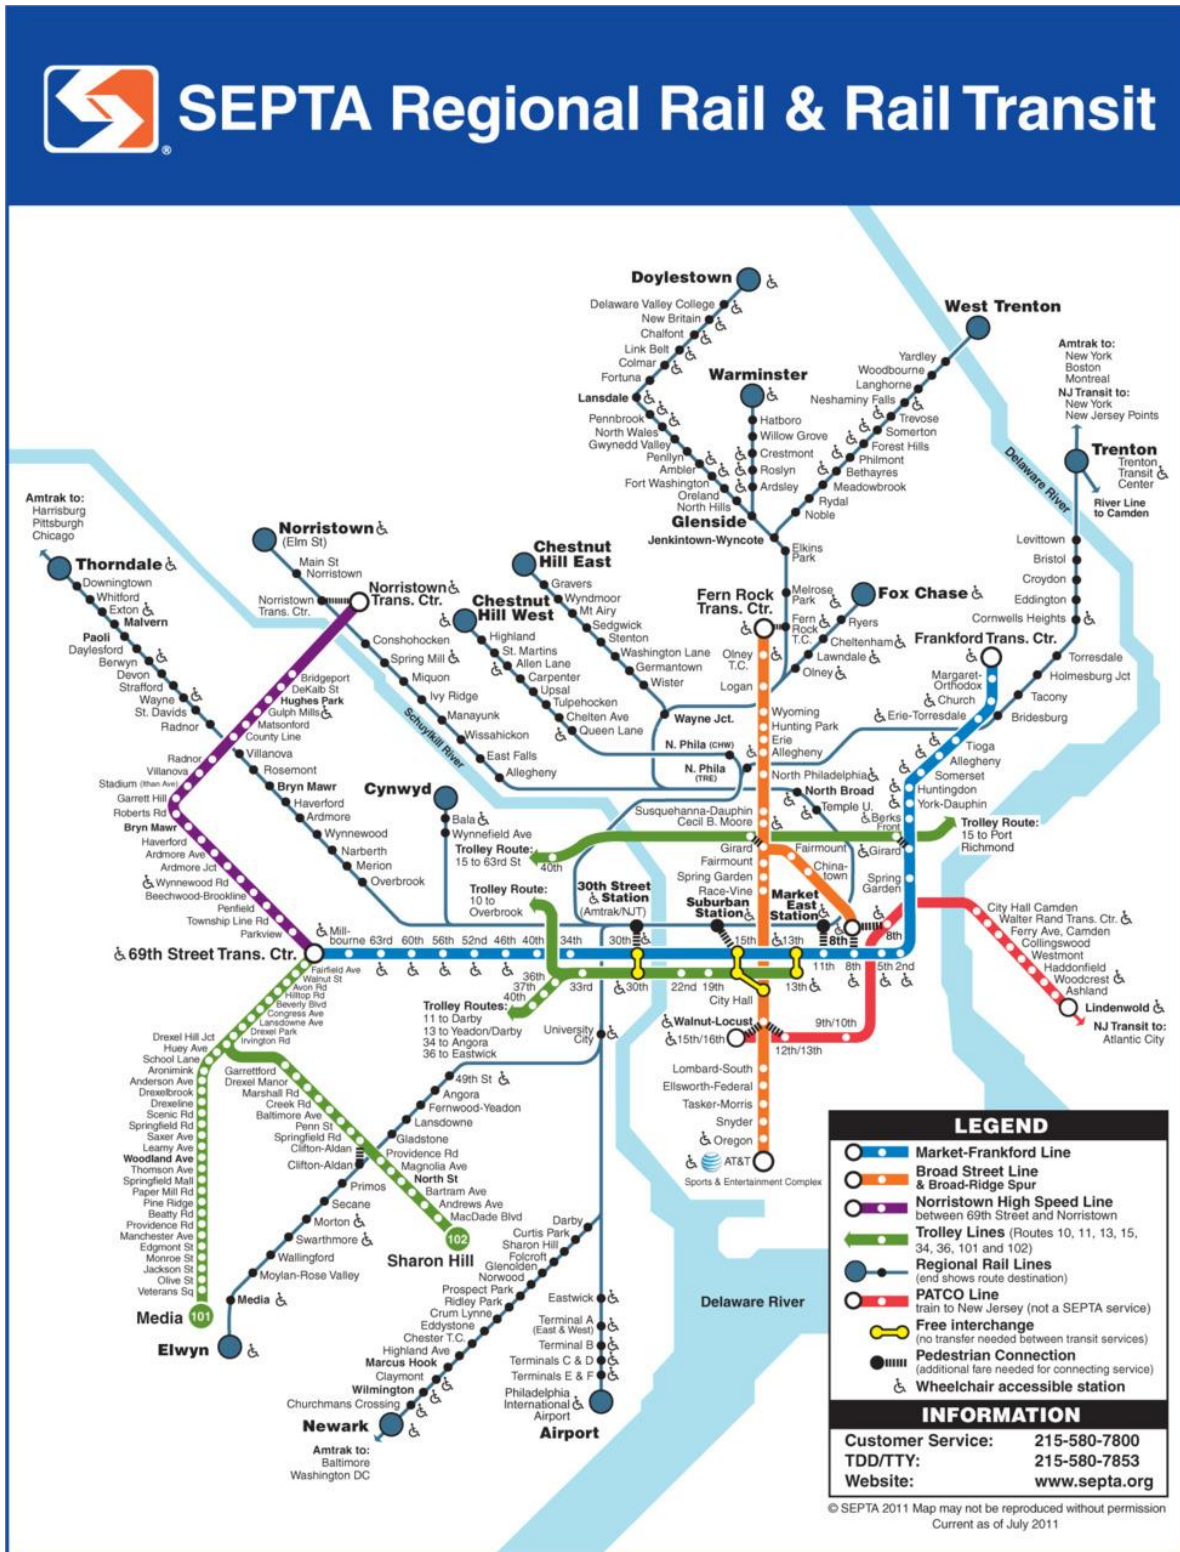 SEPTA Regional Rail & Rail Transit
®
Doylestown
Delaware Valley College
New Britain
Chalfont
Link Belt
Colmar
Fortuna
Lansdale
Pennbrook
North Wales
Gwynedd Valley
Penllyn
Ambler
Fort Washington
Oreland
North Hills
Glenside
Jenkintown-Wyncote
Warminster
Hatboro
Willow Grove
Crestmont
Roslyn
Ardsley
West Trenton
Yardley
Woodbourne
Langhorne
Neshaminy Falls
Trevose
Somerton
Forest Hills
Philmont
Bethayres
Meadowbrook
Rydal
Noble
Elkins
Park
Melrose
Park
Fern
Rock
T.C.
Amtrak to:
New York
Boston
Montreal
NJ Transit to:
New York
New Jersey Points
Trenton
Trenton
Transit
Center
River Line
to Camden
Delaware River
Levittown
Bristol
Croydon
Eddington
Cornwells Heights
Torresdale
Holmesburg Jct
Tacony
Bridesburg
Fox Chase
Ryers
Cheltenham
Lawndale
Olney
Frankford Trans. Ctr.
Margaret-
Orthodox
Church
Erie-Torresdale
Tioga
Allegheny
Somerset
Huntingdon
York-Dauphin
Berks
Front
Girard
Spring
Garden
Trolley Route:
15 to Port
Richmond
Fern Rock
Trans. Ctr.
Olney
T.C.
Logan
Wyoming
Hunting Park
Erie
Allegheny
North Philadelphia
North Broad
Temple U.
Susquehanna-Dauphin
Cecil B. Moore
Girard
Fairmount
Spring Garden
Race-Vine
Fairmount
China-
town
Amtrak to:
Harrisburg
Pittsburgh
Chicago
Thorndale
Downingtown
Whitford
Exton
Malvern
Paoli
Daylesford
Berwyn
Devon
Strafford
Wayne
St. Davids
Radnor
Villanova
Rosemont
Bryn Mawr
Haverford
Ardmore
Wynnewood
Narberth
Merion
Overbrook
Norristown
(Elm St)
Main St
Norristown
Norristown
Trans. Ctr.
Norristown
Trans. Ctr.
Conshohocken
Spring Mill
Miquon
Ivy Ridge
Manayunk
Wissahickon
East Falls
Allegheny
Schuylkill River
Chestnut
Hill East
Gravers
Wyndmoor
Mt Airy
Sedgwick
Stenton
Washington Lane
Germantown
Wister
Wayne Jct.
Chestnut
Hill West
Highland
St. Martins
Allen Lane
Carpenter
Upsal
Tulpehocken
Chelten Ave
Queen Lane
N. Phila (CHW)
N. Phila
(TRE)
Cynwyd
Bala
Wynnefield Ave
Trolley Route:
15 to 63rd St
40th
Trolley Route:
10 to
Overbrook
30th Street
Station
(Amtrak/NJT)
Suburban
Station
Market
East
Station
Bridgeport
DeKalb St
Hughes Park
Gulph Mills
Matsonford
County Line
Radnor
Villanova
Stadium (Ithan Ave)
Garrett Hill
Roberts Rd
Bryn Mawr
Haverford
Ardmore Ave
Ardmore Jct
Wynnewood Rd
Beechwood-Brookline
Penfield
Township Line Rd
Parkview
69th Street Trans. Ctr.
Mill-
bourne
63rd
60th
56th
52nd
46th
40th
34th
30th
15th
13th
11th
8th
5th
2nd
8th
8th
36th
37th
40th
33rd
30th
22nd
19th
13th
City Hall
Trolley Routes:
11 to Darby
13 to Yeadon/Darby
34 to Angora
36 to Eastwick
University
City
Walnut-Locust
15th/16th
12th/13th
9th/10th
City Hall Camden
Walter Rand Trans. Ctr.
Ferry Ave, Camden
Collingswood
Westmont
Haddonfield
Woodcrest
Ashland
Lindenwold
NJ Transit to:
Atlantic City
Lombard-South
Ellsworth-Federal
Tasker-Morris
Snyder
Oregon
AT&T
Sports & Entertainment Complex
Fairfield Ave
Walnut St
Avon Rd
Hilltop Rd
Beverly Blvd
Congress Ave
Lansdowne Ave
Drexel Park
Irvington Rd
Drexel Hill Jct
Huey Ave
School Lane
Aronimink
Anderson Ave
Drexelbrook
Drexeline
Scenic Rd
Springfield Rd
Saxer Ave
Leamy Ave
Woodland Ave
Thomson Ave
Springfield Mall
Paper Mill Rd
Pine Ridge
Beatty Rd
Providence Rd
Manchester Ave
Edgmont St
Monroe St
Jackson St
Olive St
Veterans Sq
Media 101
Garrettford
Drexel Manor
Marshall Rd
Creek Rd
Baltimore Ave
Penn St
Springfield Rd
Clifton-Aldan
Providence Rd
Magnolia Ave
North St
Bartram Ave
Andrews Ave
MacDade Blvd
102
Sharon Hill
49th St
Angora
Fernwood-Yeadon
Lansdowne
Gladstone
Clifton-Aldan
Primos
Secane
Morton
Swarthmore
Wallingford
Moylan-Rose Valley
Media
Elwyn
Darby
Curtis Park
Sharon Hill
Folcroft
Glenolden
Norwood
Prospect Park
Ridley Park
Crum Lynne
Eddystone
Chester T.C.
Highland Ave
Marcus Hook
Claymont
Wilmington
Churchmans Crossing
Newark
Amtrak to:
Baltimore
Washington DC
Eastwick
Terminal A
(East & West)
Terminal B
Terminals C & D
Terminals E & F
Philadelphia
International
Airport
Airport
Delaware River
LEGEND
Market-Frankford Line
Broad Street Line
& Broad-Ridge Spur
Norristown High Speed Line
between 69th Street and Norristown
Trolley Lines (Routes 10, 11, 13, 15,
34, 36, 101 and 102)
Regional Rail Lines
(end shows route destination)
PATCO Line
train to New Jersey (not a SEPTA service)
Free interchange
(no transfer needed between transit services)
Pedestrian Connection
(additional fare needed for connecting service)
Wheelchair accessible station
INFORMATION
Customer Service: 215-580-7800
TDD/TTY: 215-580-7853
Website: www.septa.org
© SEPTA 2011 Map may not be reproduced without permission
Current as of July 2011